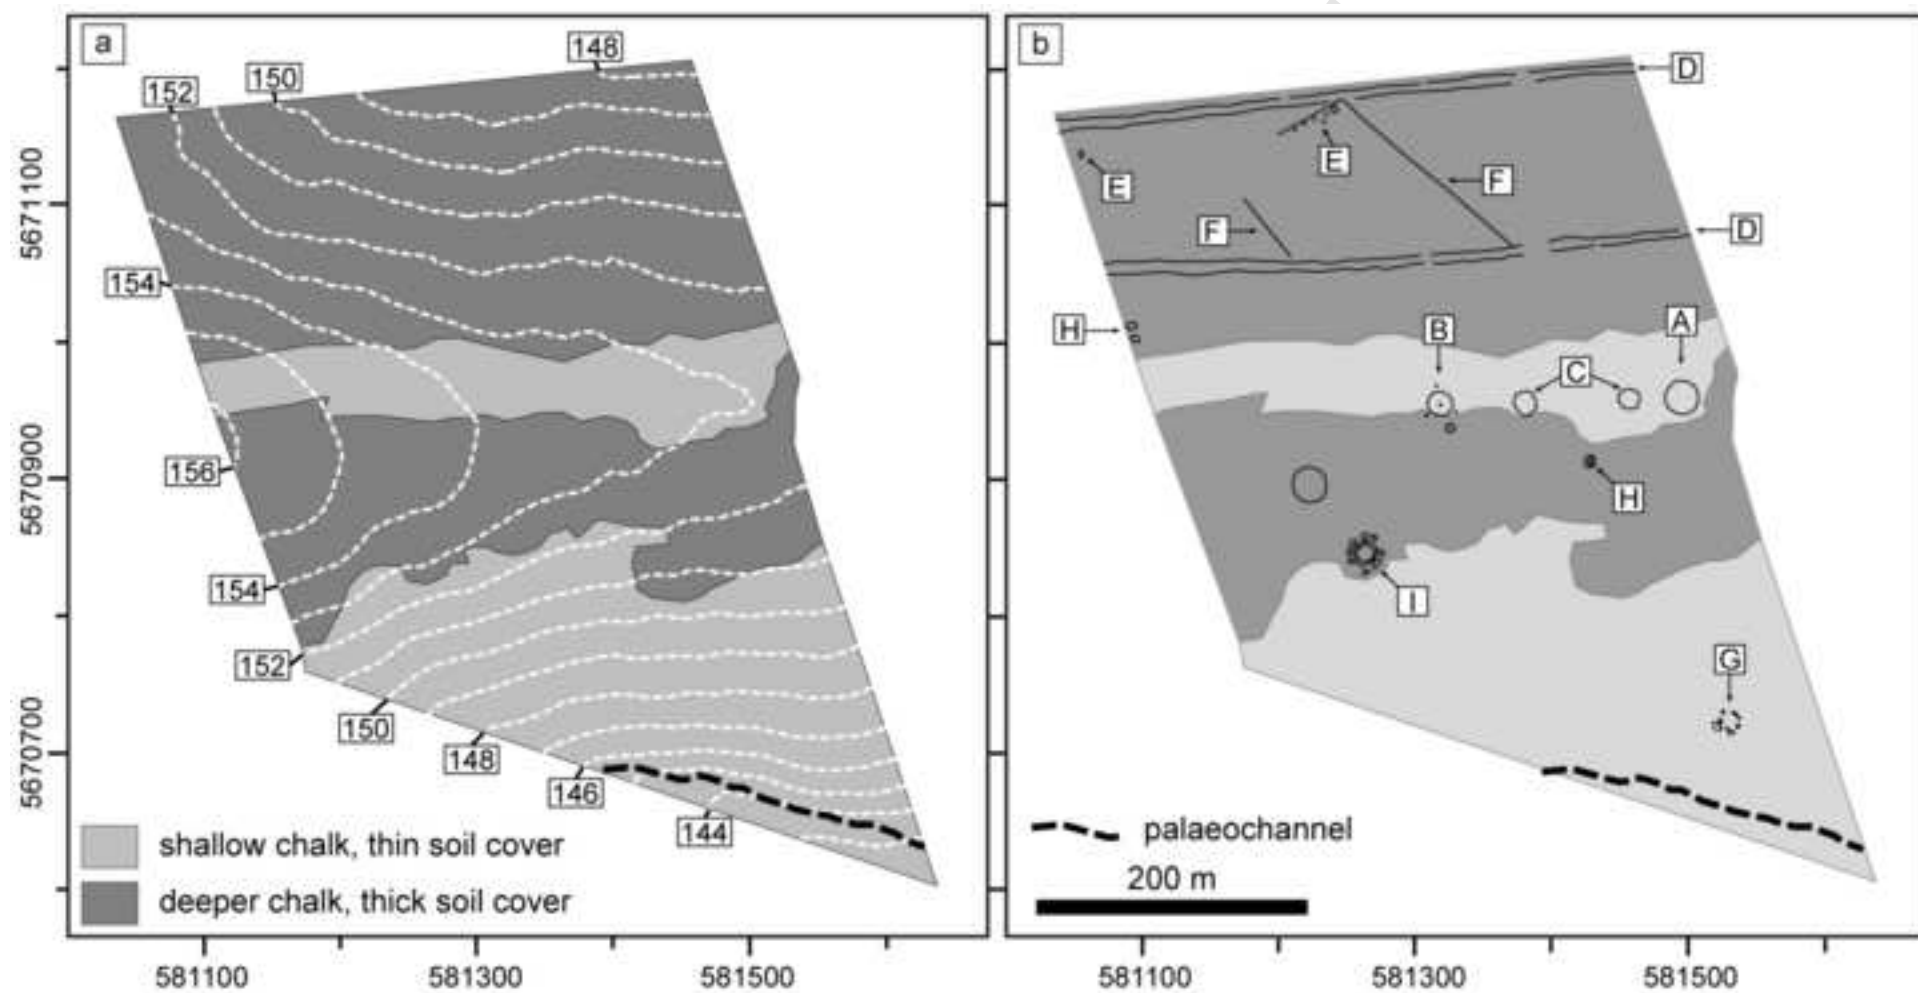 a
148
150
152
154
156
154
152
150
148
146
144
5671100
5670900
5670700
shallow chalk, thin soil cover
deeper chalk, thick soil cover
581100
581300
581500
b
D
E
E
F
F
D
H
B
A
C
H
I
G
palaeochannel
200 m
581100
581300
581500